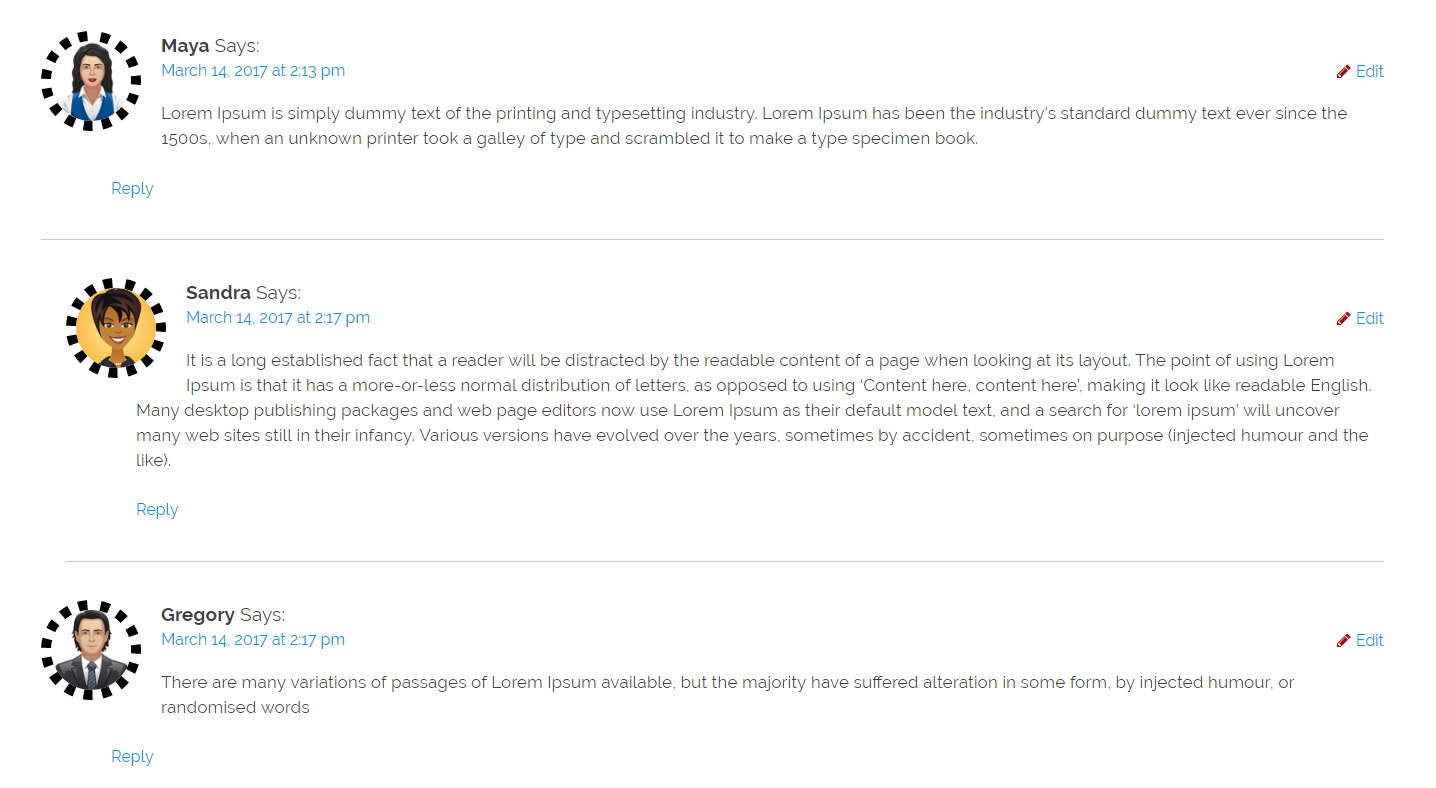 Maya Says:
March 14, 2017 at 2:13 pm
Edit
Lorem Ipsum is simply dummy text of the printing and typesetting industry. Lorem Ipsum has been the industry’s standard dummy text ever since the
1500s, when an unknown printer took a galley of type and scrambled it to make a type specimen book.
Reply
Sandra Says:
March 14, 2017 at 2:17 pm
Edit
It is a long established fact that a reader will be distracted by the readable content of a page when looking at its layout. The point of using Lorem
Ipsum is that it has a more-or-less normal distribution of letters, as opposed to using ‘Content here, content here’, making it look like readable English.
Many desktop publishing packages and web page editors now use Lorem Ipsum as their default model text, and a search for ‘lorem ipsum’ will uncover
many web sites still in their infancy. Various versions have evolved over the years, sometimes by accident, sometimes on purpose (injected humour and the
like).
Reply
Gregory Says:
March 14, 2017 at 2:17 pm
Edit
There are many variations of passages of Lorem Ipsum available, but the majority have suffered alteration in some form, by injected humour, or
randomised words
Reply